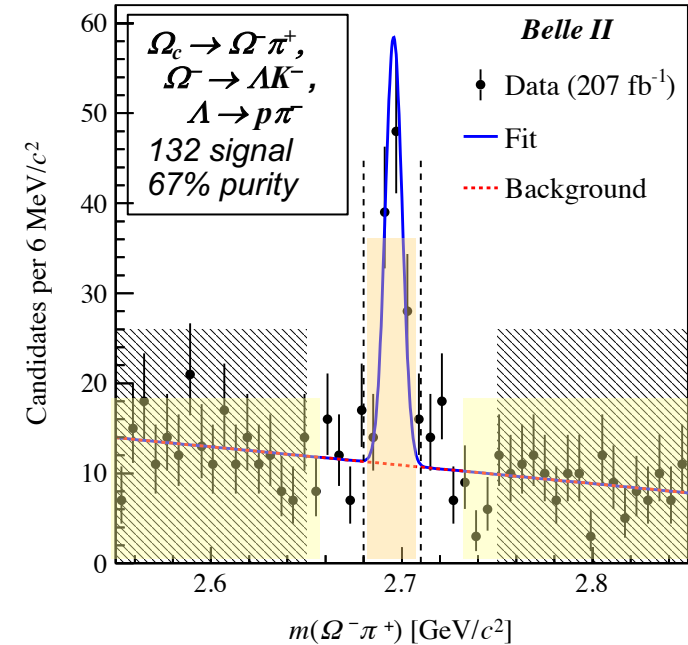 Ω_c → Ω⁻π⁺,
Ω⁻ → ΛK⁻,
Λ → pπ⁻
132 signal
67% purity
Belle II
Data (207 fb⁻¹)
Fit
Background
Candidates per 6 MeV/c²
60
50
40
30
20
10
0
2.6 2.7 2.8
m(Ω⁻π⁺) [GeV/c²]